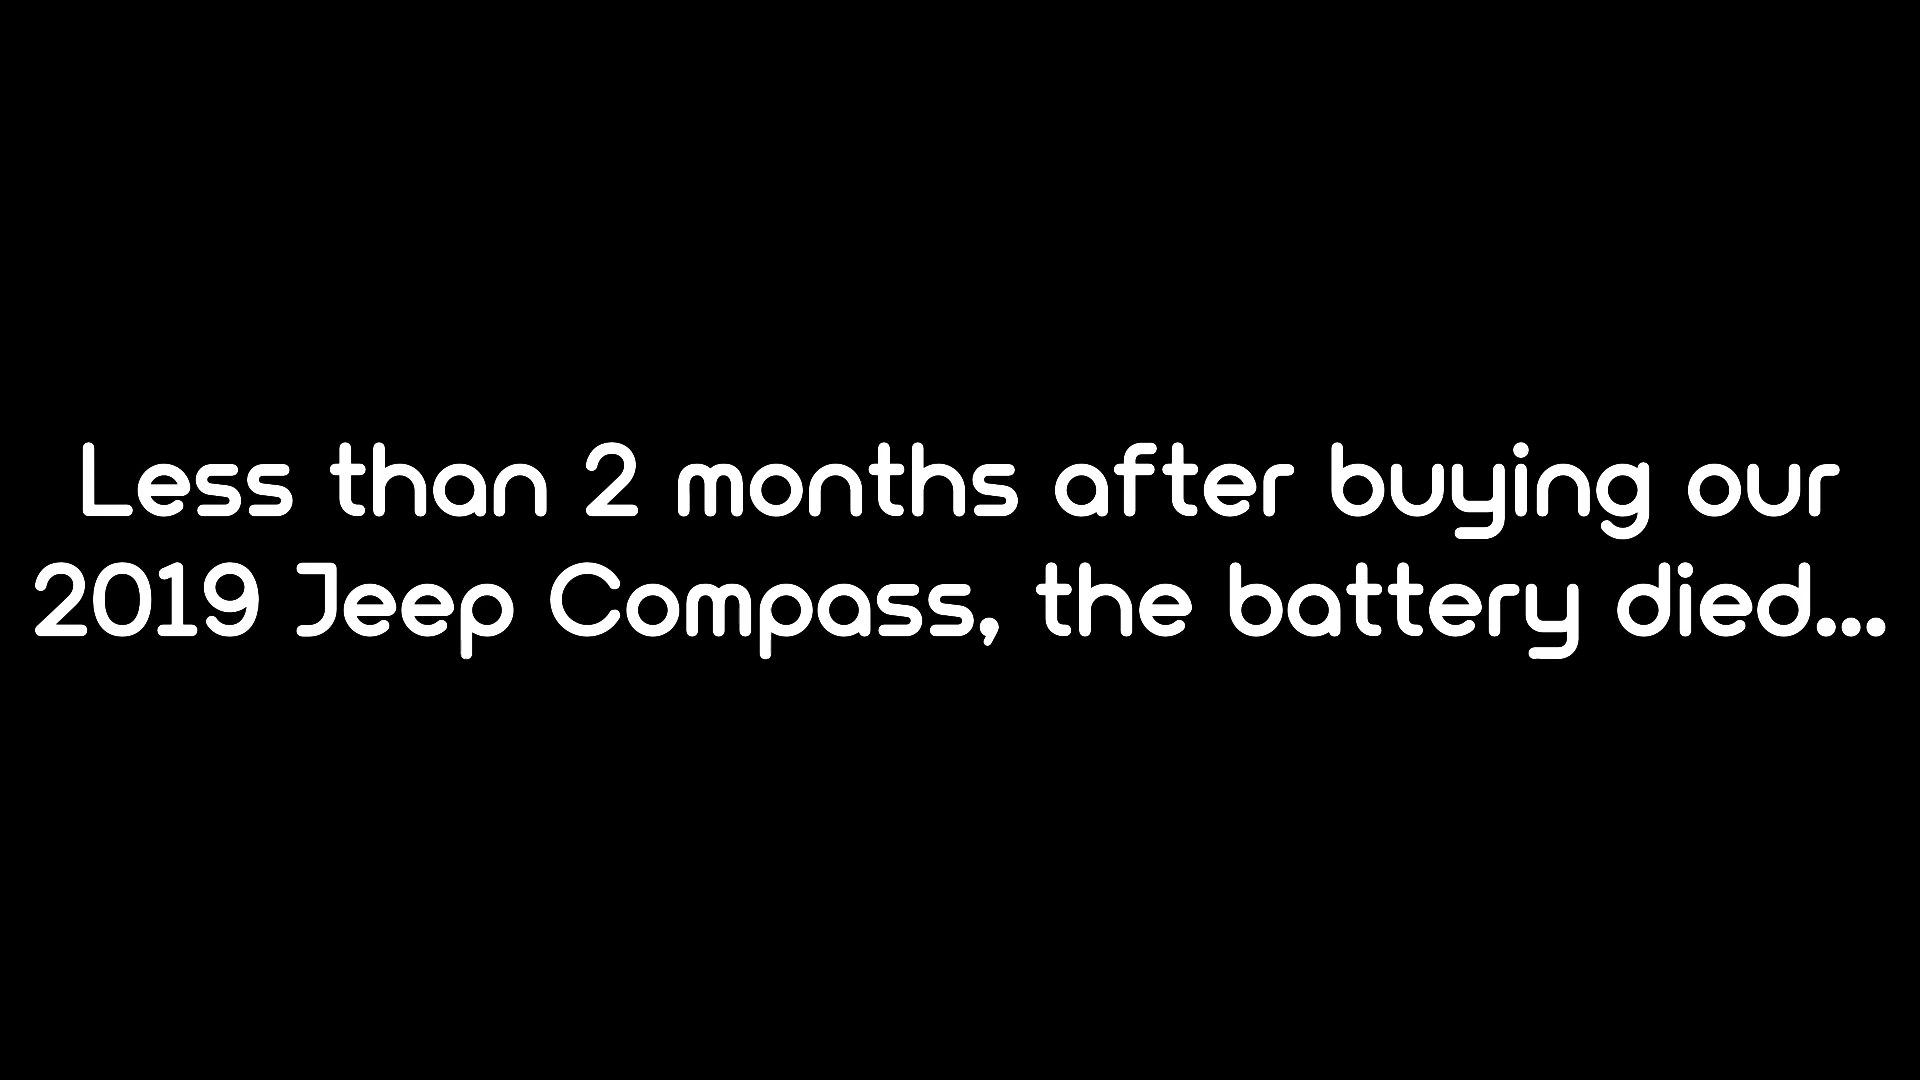 Less than 2 months after buying our
2019 Jeep Compass, the battery died...